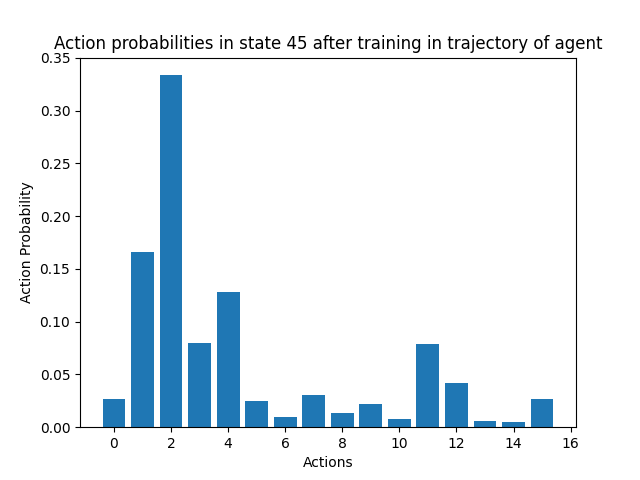 Action probabilities in state 45 after training in trajectory of agent
0.35
0.30
0.25
0.20
0.15
0.10
0.05
0.00
Action Probability
0 2 4 6 8 10 12 14 16
Actions